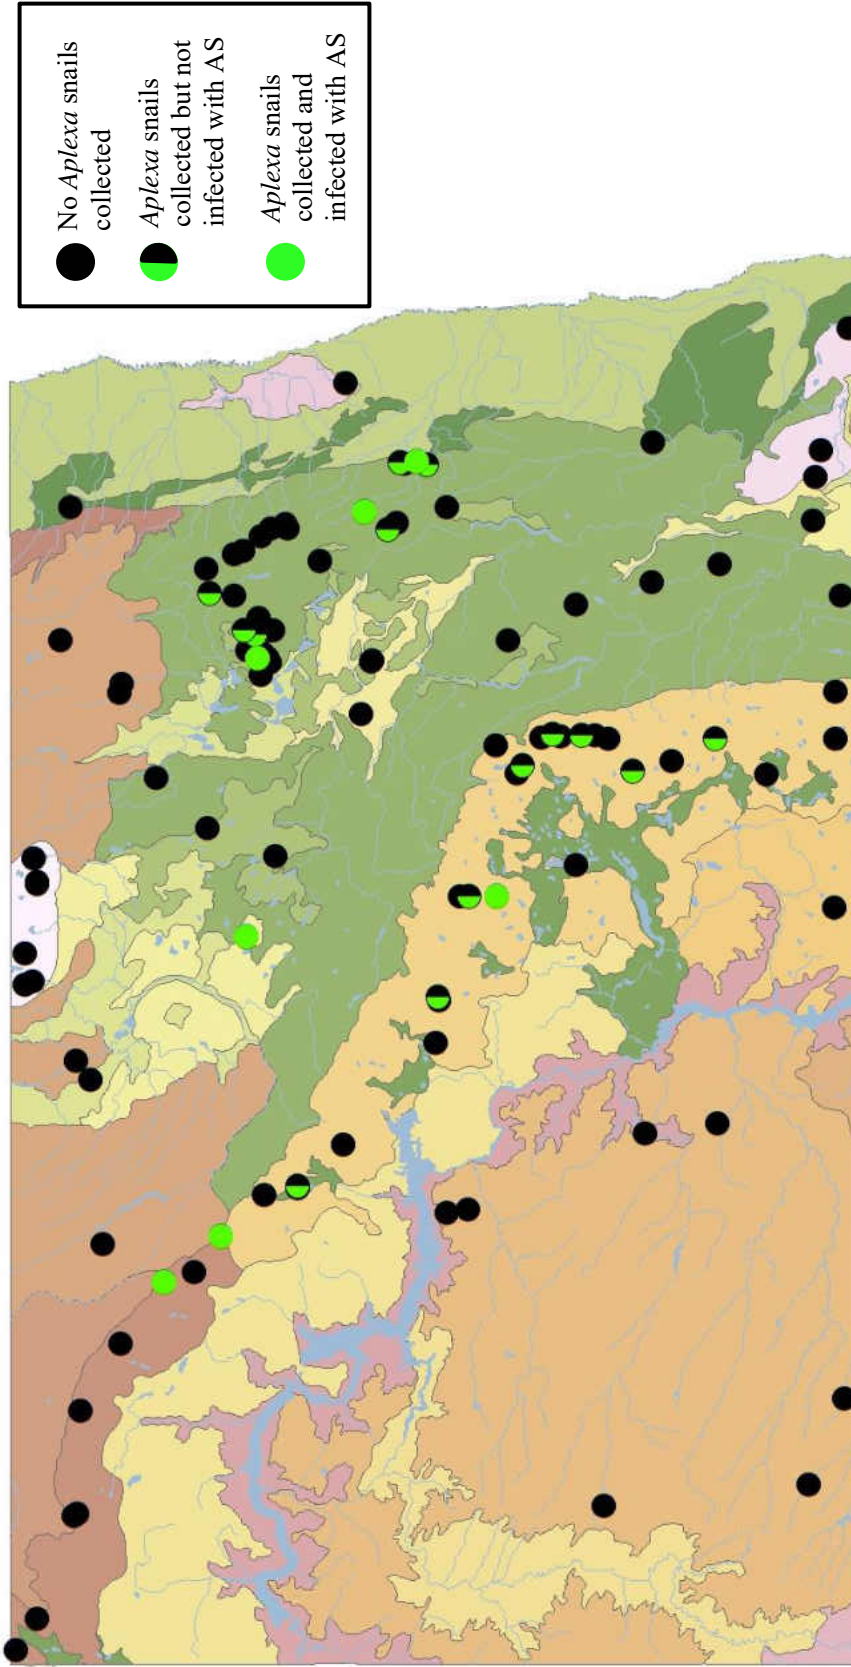 No Aplexa snails
collected
Aplexa snails
collected but not
infected with AS
Aplexa snails
collected and
infected with AS